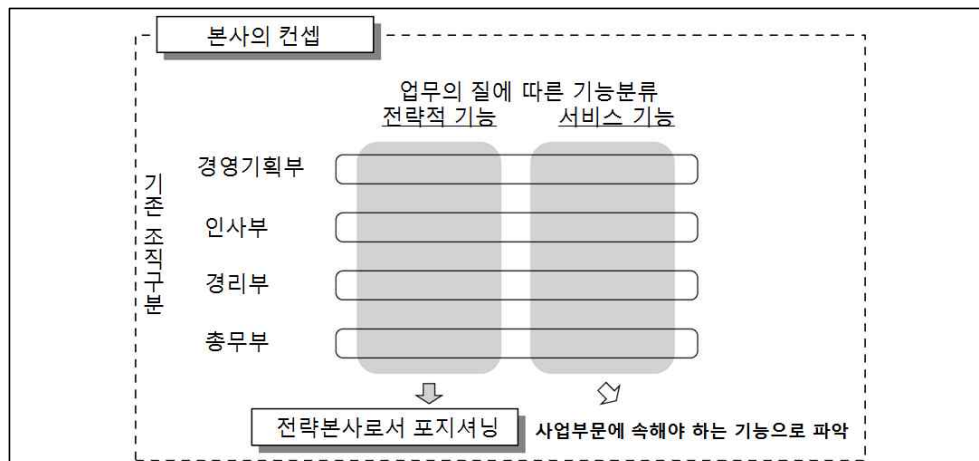 본사의 컨셉
업무의 질에 따른 기능분류
전략적 기능 서비스 기능
기존 조직구분
경영기획부
인사부
경리부
총무부
전략본사로서 포지셔닝
사업부문에 속해야 하는 기능으로 파악